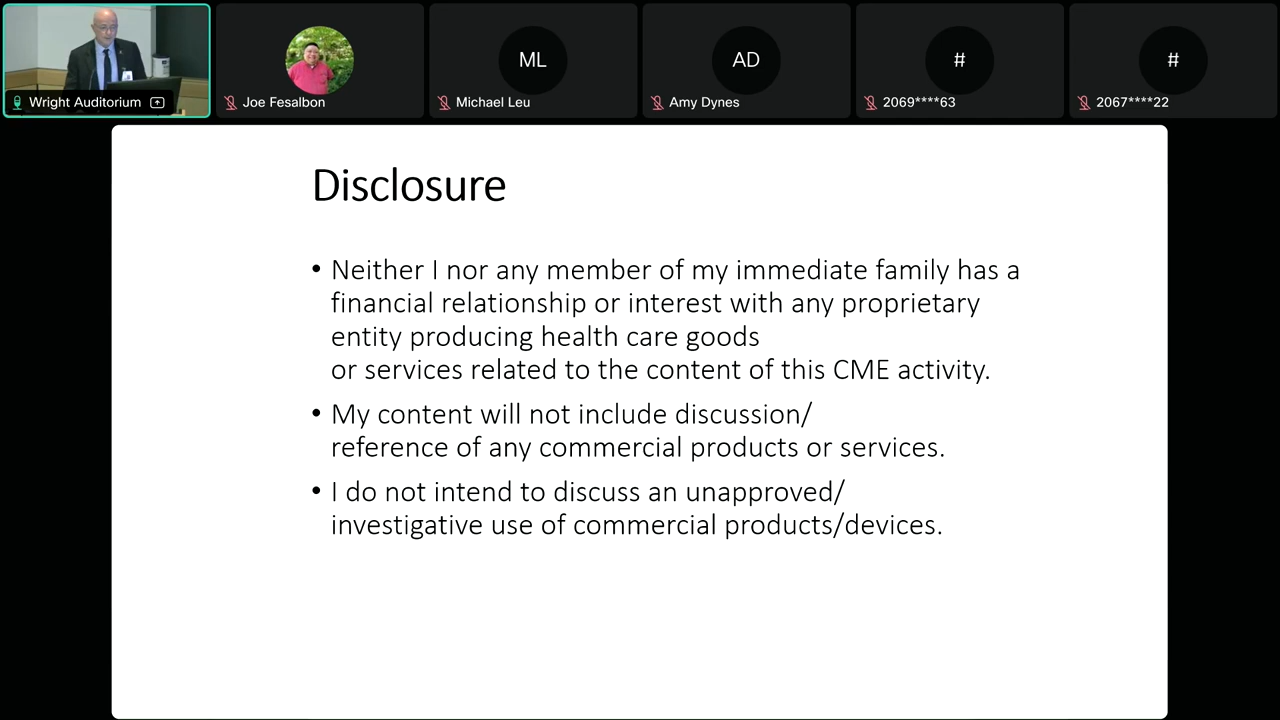 Wright Auditorium
Joe Fesalbon
ML
Michael Leu
AD
Amy Dynes
#
2069****63
#
2067****22
Disclosure
• Neither I nor any member of my immediate family has a
financial relationship or interest with any proprietary
entity producing health care goods
or services related to the content of this CME activity.
• My content will not include discussion/
reference of any commercial products or services.
• I do not intend to discuss an unapproved/
investigative use of commercial products/devices.